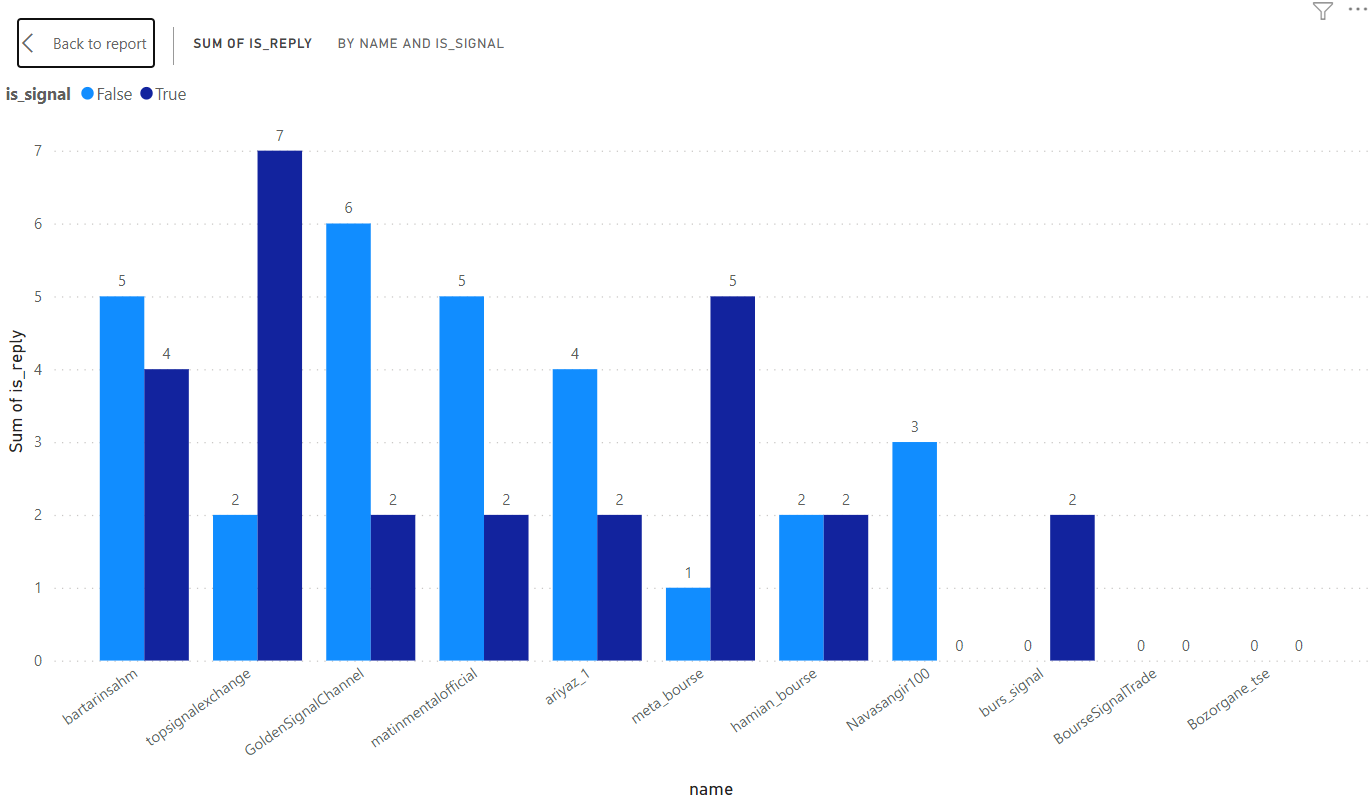 Back to report SUM OF IS_REPLY BY NAME AND IS_SIGNAL
is_signal False True
Sum of is_reply
7
6
5
4
3
2
1
0
5 4
2 7
6 2
5 2
4 2
1 5
2 2
3 0
0 2
0 0
0 0
bartarinsahm
topsignalexchange
GoldenSignalChannel
matinmentalofficial
ariyaz_1
meta_bourse
hamian_bourse
Navasangir100
burs_signal
BourseSignalTrade
Bozorgane_tse
name